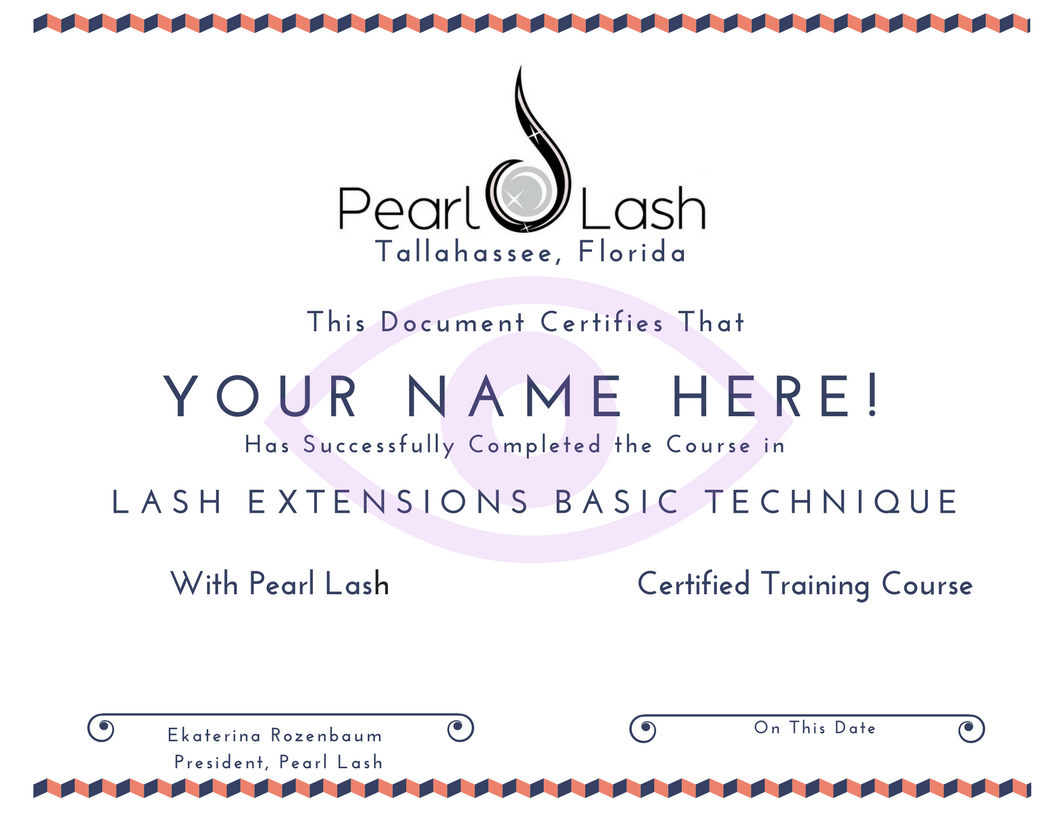 Pearl Lash
Tallahassee, Florida
This Document Certifies That
YOUR NAME HERE!
Has Successfully Completed the Course in
LASH EXTENSIONS BASIC TECHNIQUE
With Pearl Lash
Certified Training Course
Ekaterina Rozenbaum
President, Pearl Lash
On This Date